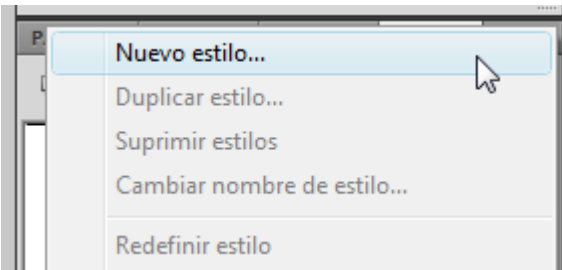 Nuevo estilo...
Duplicar estilo...
Suprimir estilos
Cambiar nombre de estilo...
Redefinir estilo